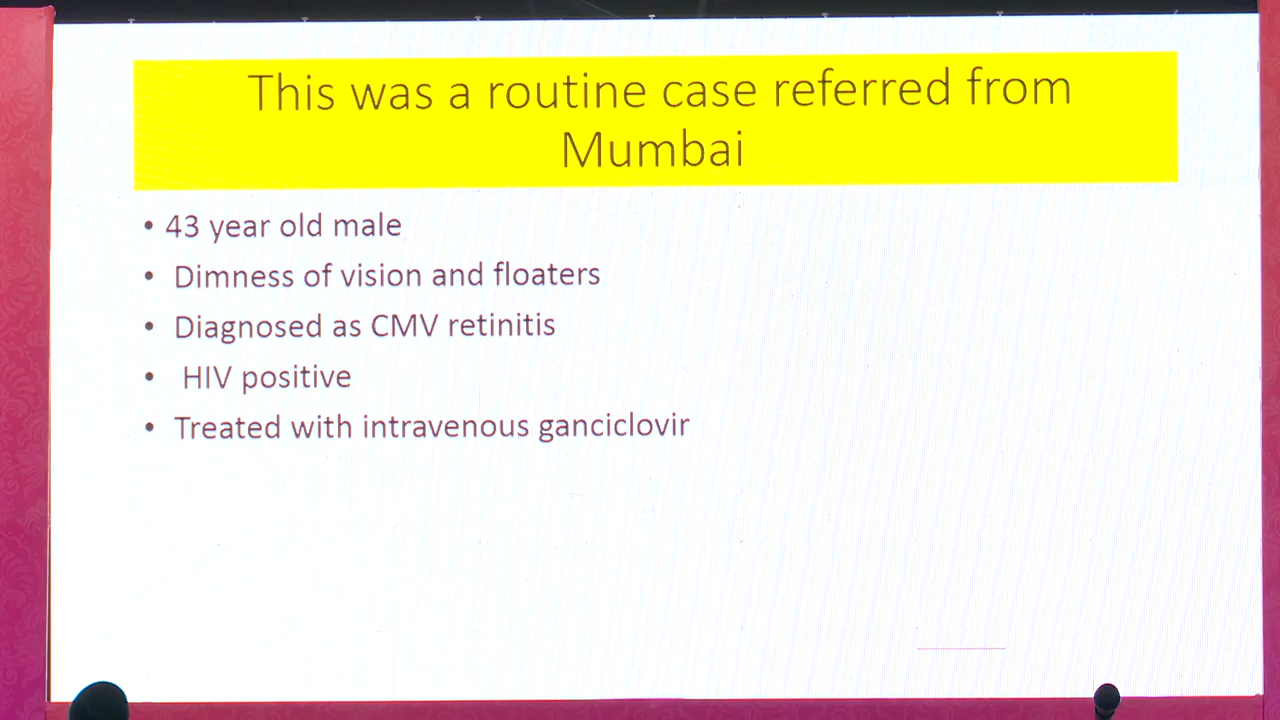 This was a routine case referred from
Mumbai
• 43 year old male
• Dimness of vision and floaters
• Diagnosed as CMV retinitis
• HIV positive
• Treated with intravenous ganciclovir